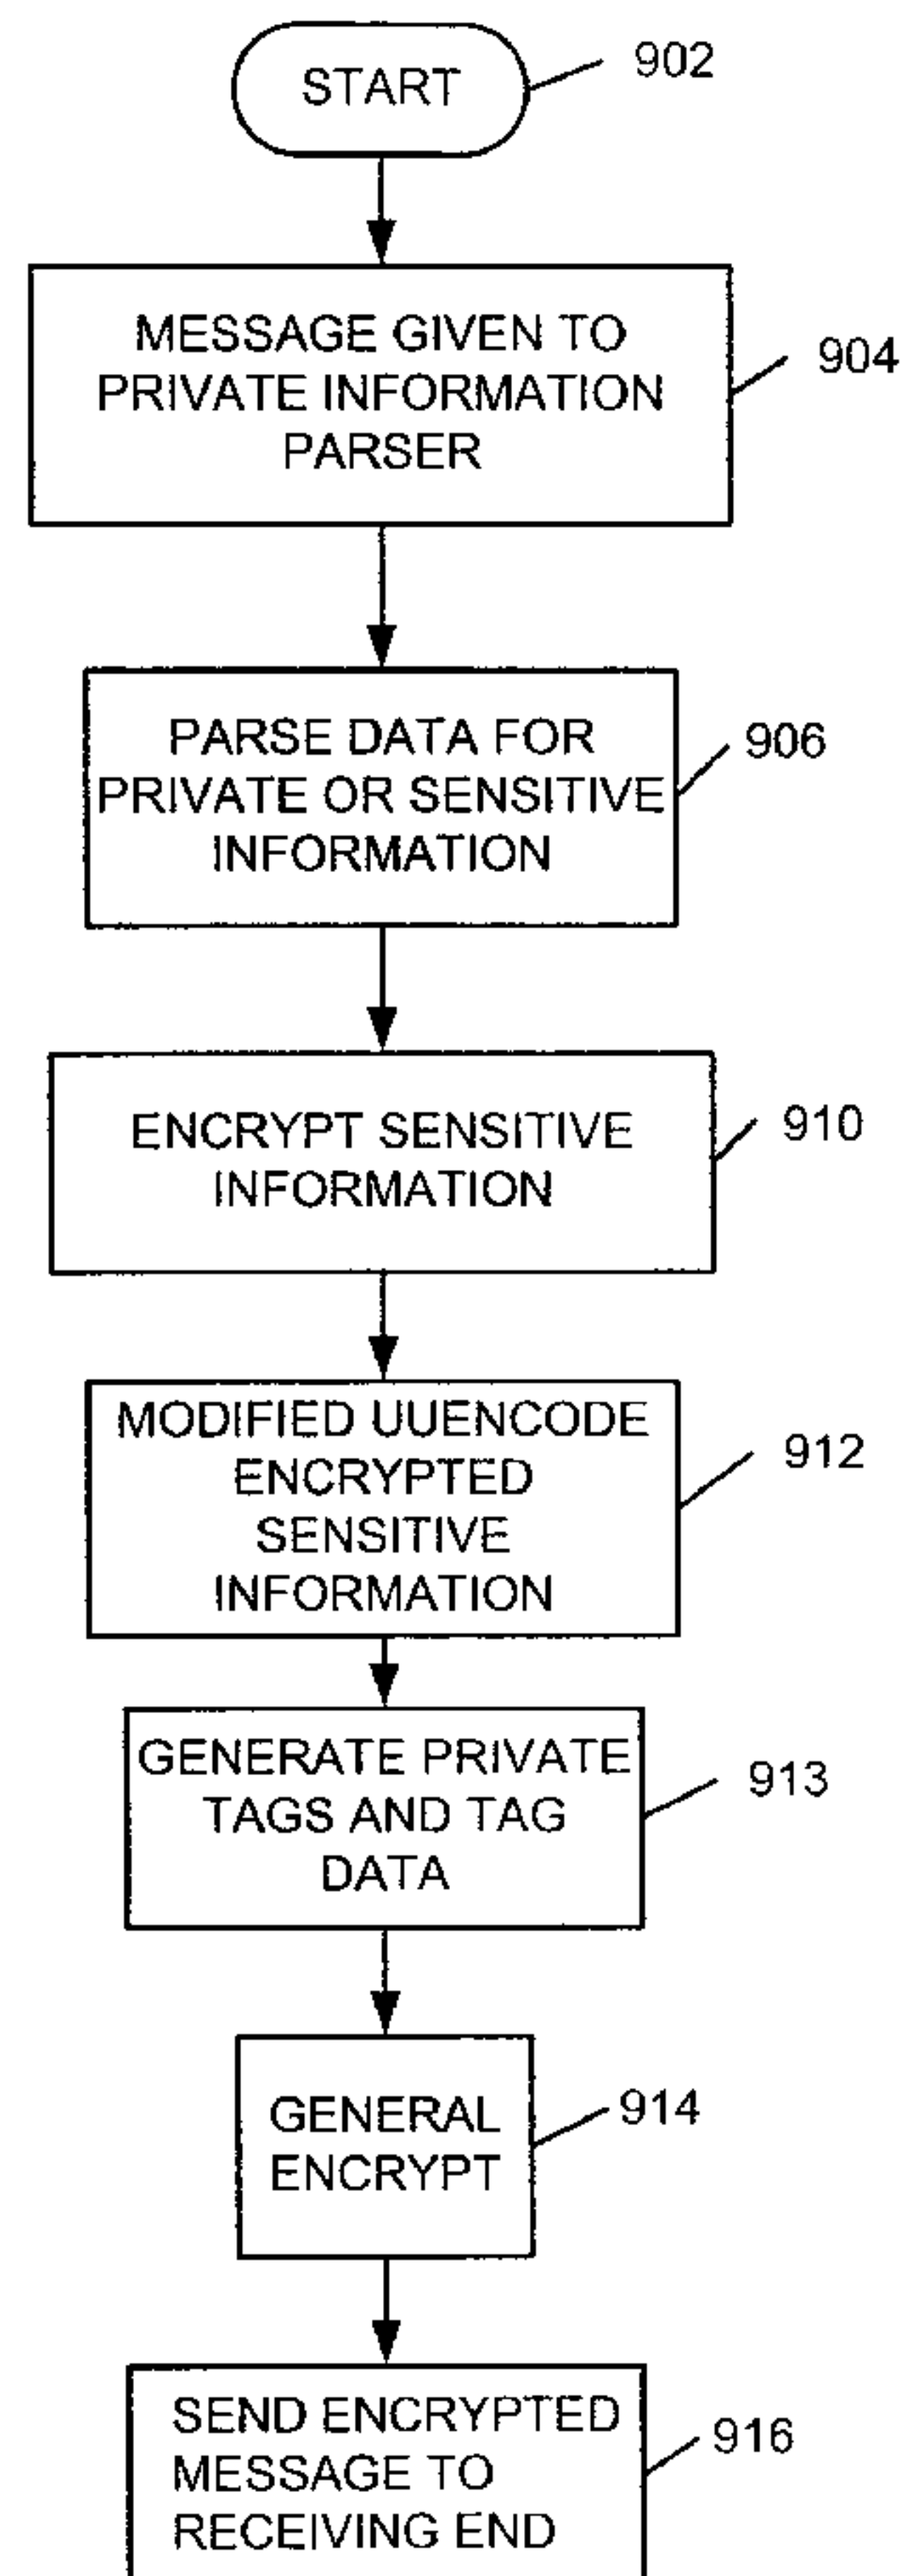 START
902
MESSAGE GIVEN TO
PRIVATE INFORMATION
PARSER
904
PARSE DATA FOR
PRIVATE OR SENSITIVE
INFORMATION
906
ENCRYPT SENSITIVE
INFORMATION
910
MODIFIED UUENCODE
ENCRYPTED
SENSITIVE
INFORMATION
912
GENERATE PRIVATE
TAGS AND TAG
DATA
913
GENERAL
ENCRYPT
914
SEND ENCRYPTED
MESSAGE TO
RECEIVING END
916